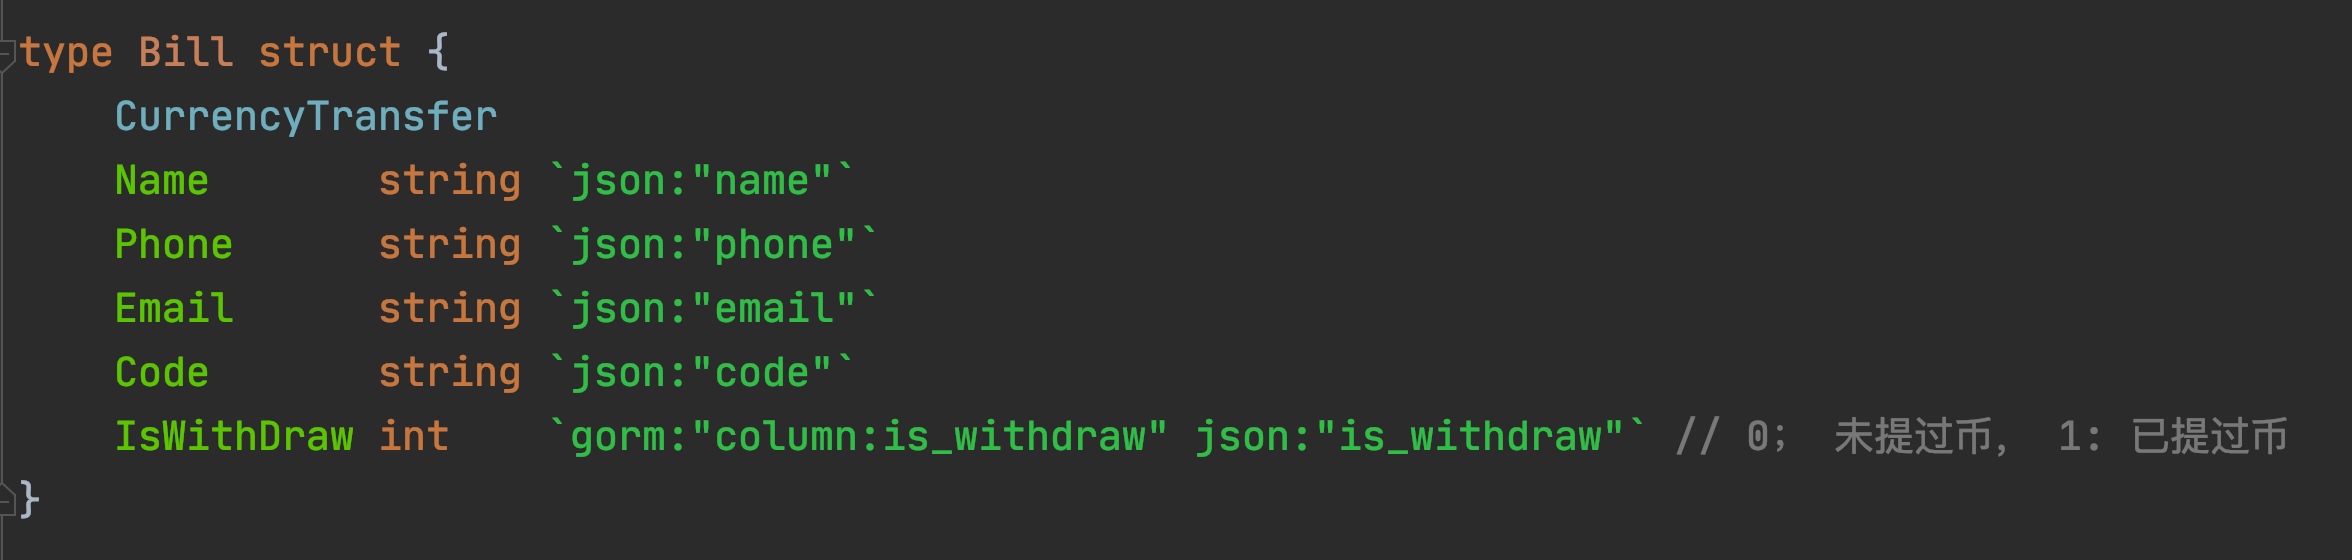 type Bill struct {
    CurrencyTransfer
    Name       string `json:"name"`
    Phone      string `json:"phone"`
    Email      string `json:"email"`
    Code       string `json:"code"`
    IsWithDraw int    `gorm:"column:is_withdraw" json:"is_withdraw"` // 0； 未提过币， 1： 已提过币
}